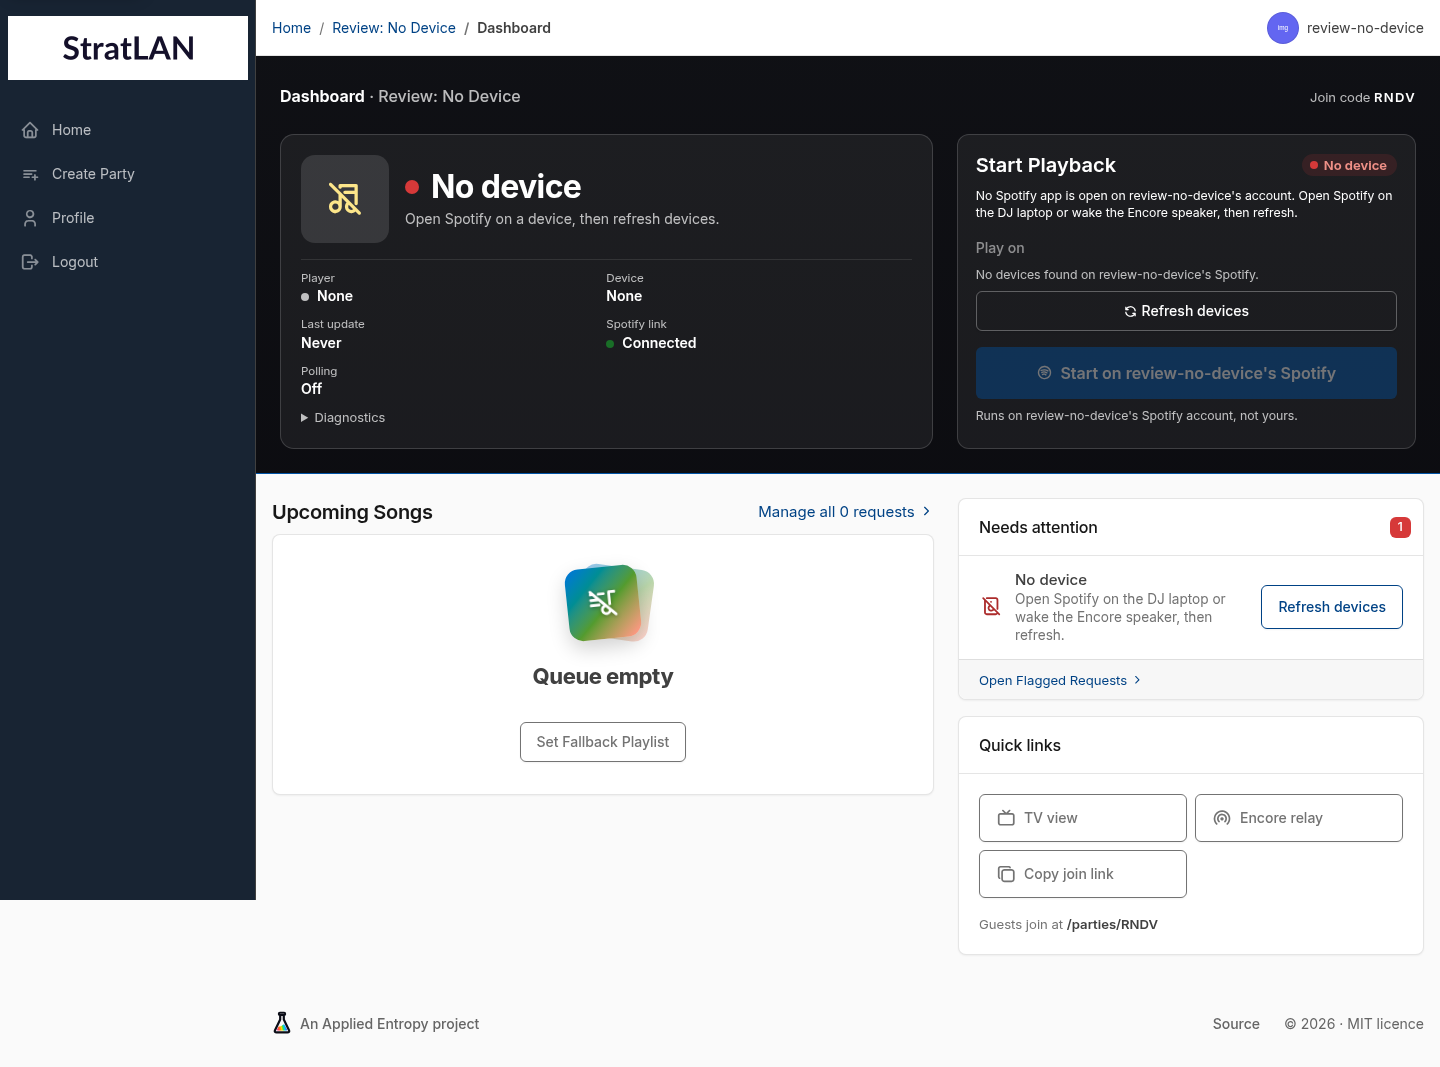 StratLAN
Home
Create Party
Profile
Logout
Home / Review: No Device / Dashboard
img
review-no-device
Dashboard · Review: No Device
Join code RNDV
No device
Open Spotify on a device, then refresh devices.
Player
None
Device
None
Last update
Never
Spotify link
Connected
Polling
Off
Diagnostics
Start Playback
No device
No Spotify app is open on review-no-device's account. Open Spotify on
the DJ laptop or wake the Encore speaker, then refresh.
Play on
No devices found on review-no-device's Spotify.
Refresh devices
Start on review-no-device's Spotify
Runs on review-no-device's Spotify account, not yours.
Upcoming Songs
Manage all 0 requests
Queue empty
Set Fallback Playlist
Needs attention
1
No device
Open Spotify on the DJ laptop or
wake the Encore speaker, then
refresh.
Refresh devices
Open Flagged Requests
Quick links
TV view
Encore relay
Copy join link
Guests join at /parties/RNDV
An Applied Entropy project
Source
© 2026 · MIT licence